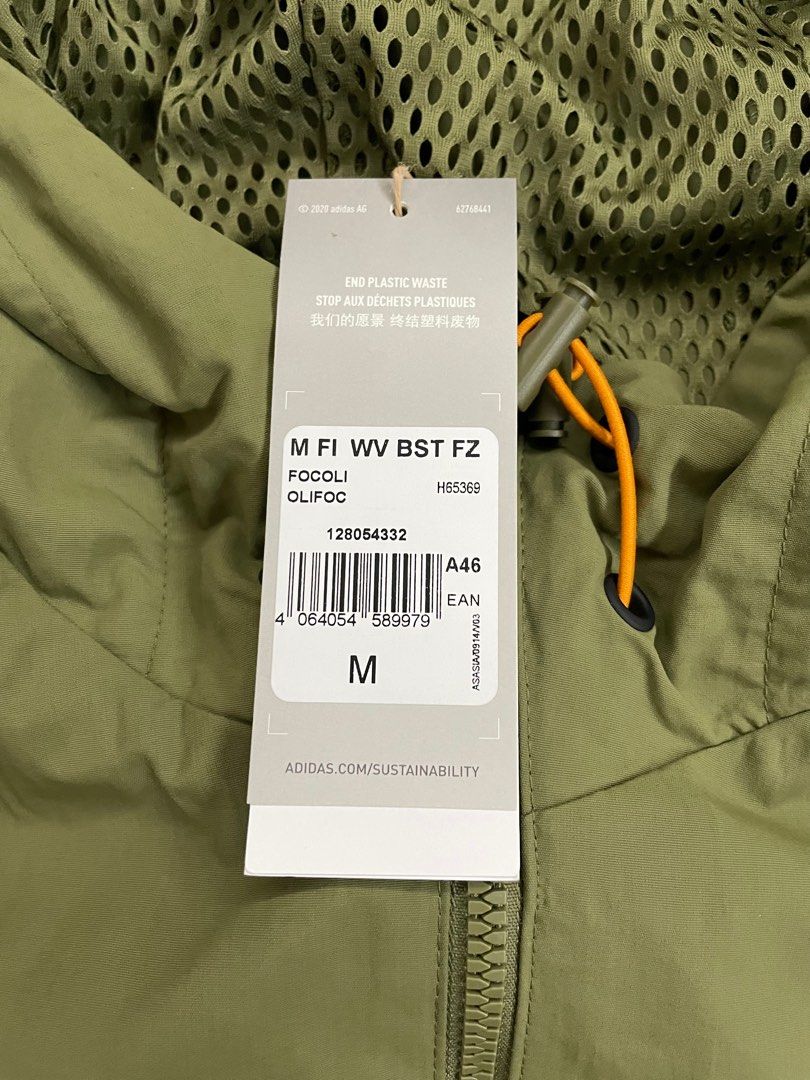 © 2020 adidas AG 62768441
END PLASTIC WASTE
STOP AUX DÉCHETS PLASTIQUES
我们的愿景 终结塑料废物
M FI WV BST FZ
FOCOLI
OLIFOC H65369
128054332
A46
EAN
4 064054 589979
M
ASASIA/0914/V03
ADIDAS.COM/SUSTAINABILITY